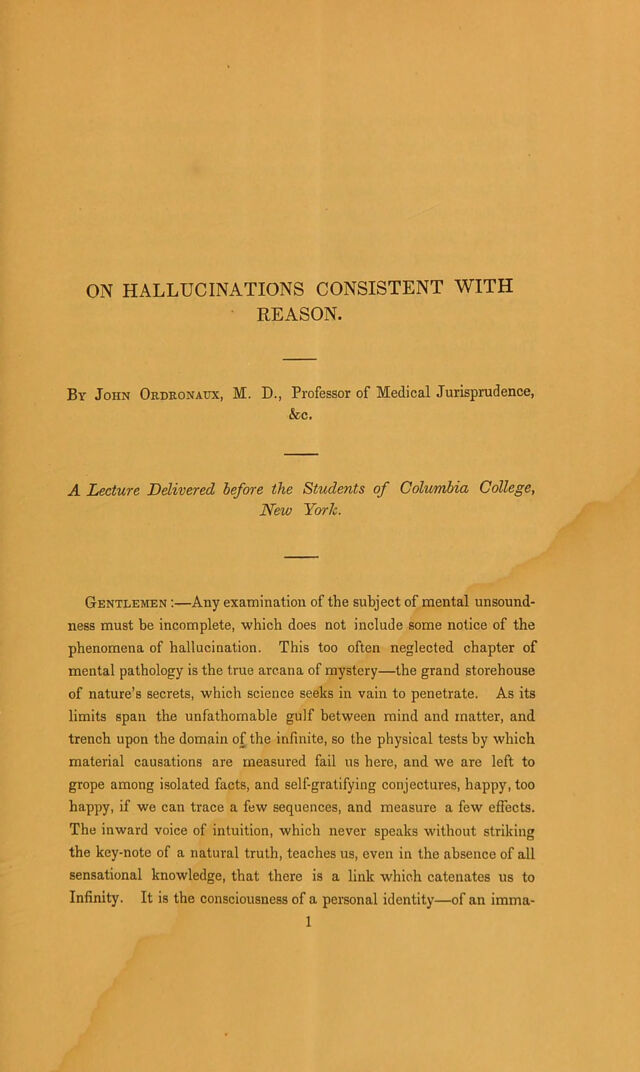 ON HALLUCINATIONS CONSISTENT WITH
REASON.
By John Ordronaux, M. D., Professor of Medical Jurisprudence,
&c.
A Lecture Delivered before the Students of Columbia College,
New York.
Gentlemen:—Any examination of the subject of mental unsound-
ness must be incomplete, which does not include some notice of the
phenomena of hallucination. This too often neglected chapter of
mental pathology is the true arcana of mystery—the grand storehouse
of nature's secrets, which science seeks in vain to penetrate. As its
limits span the unfathomable gulf between mind and matter, and
trench upon the domain of the infinite, so the physical tests by which
material causations are measured fail us here, and we are left to
grope among isolated facts, and self-gratifying conjectures, happy, too
happy, if we can trace a few sequences, and measure a few effects.
The inward voice of intuition, which never speaks without striking
the key-note of a natural truth, teaches us, even in the absence of all
sensational knowledge, that there is a link which catenates us to
Infinity. It is the consciousness of a personal identity—of an imma-
1